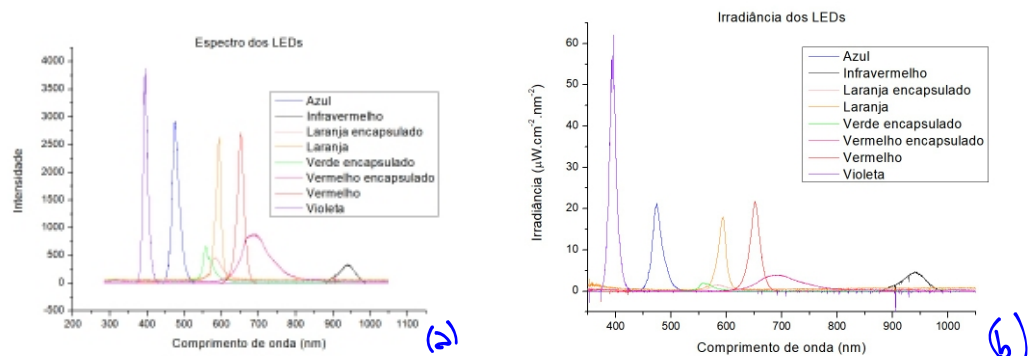 Espectro dos LEDs
Intensidade
4000
3500
3000
2500
2000
1500
1000
500
0
-500
200 300 400 500 600 700 800 900 1000 1100
Comprimento de onda (nm)
Azul
Infravermelho
Laranja encapsulado
Laranja
Verde encapsulado
Vermelho encapsulado
Vermelho
Violeta
(a)
Irradiância dos LEDs
Irradiância (μW.cm⁻².nm⁻²)
60
50
40
30
20
10
0
400 500 600 700 800 900 1000
Comprimento de onda (nm)
Azul
Infravermelho
Laranja encapsulado
Laranja
Verde encapsulado
Vermelho encapsulado
Vermelho
Violeta
(b)